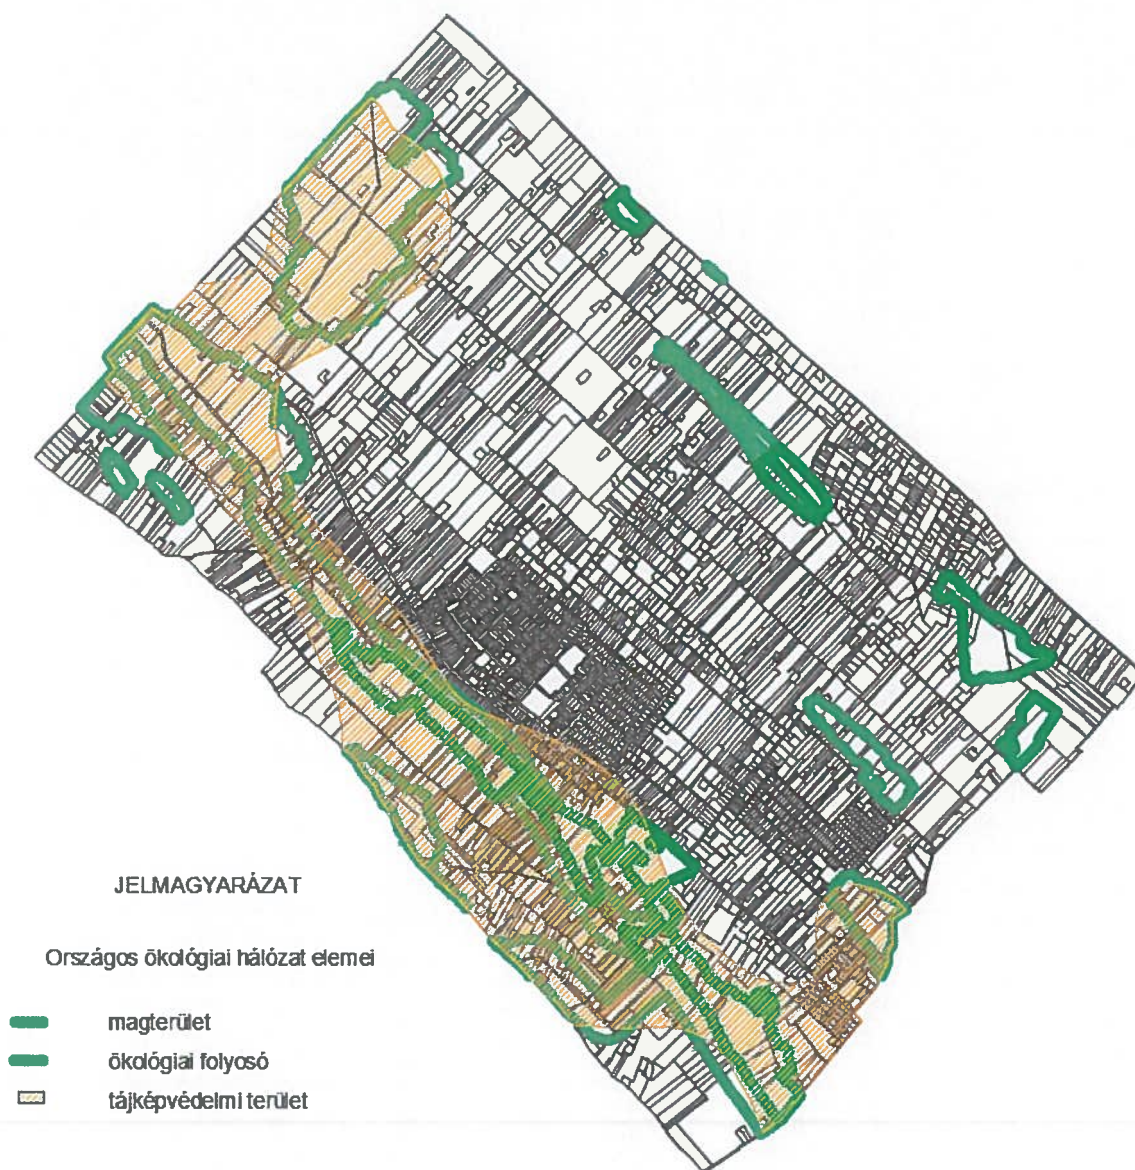 JELMAGYARÁZAT
Országos ökológiai hálózat elemei
magterület
ökológiai folyosó
tájképvédelmi terület